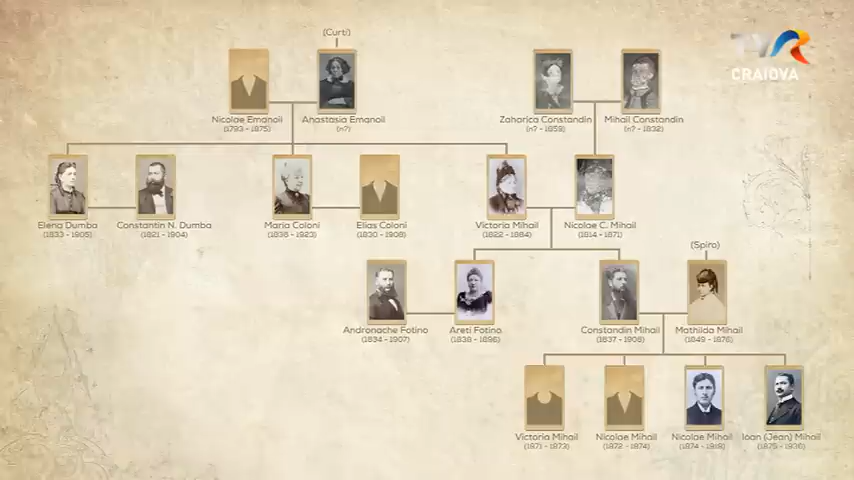 TVR
CRAIOVA
(Curti)
Nicolae Emanoil
(1793 - 1875)
Anastasia Emanoil
(n?)
Zaharica Constandin
(n? - 1859)
Mihail Constandin
(n? - 1832)
Elena Dumba
(1833 - 1905)
Constantin N. Dumba
(1821 - 1904)
Maria Coloni
(1838 - 1923)
Elias Coloni
(1830 - 1908)
Victoria Mihail
(1822 - 1884)
Nicolae C. Mihail
(1814 - 1871)
(Spiro)
Andronache Fotino
(1834 - 1907)
Areti Fotino
(1838 - 1896)
Constandin Mihail
(1837 - 1908)
Mathilda Mihail
(1849 - 1876)
Victoria Mihail
(1871 - 1873)
Nicolae Mihail
(1872 - 1874)
Nicolae Mihail
(1874 - 1918)
Ioan (Jean) Mihail
(1875 - 1936)